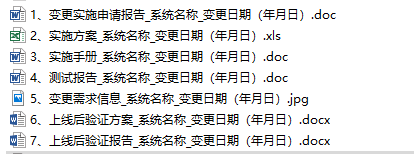 1、变更实施申请报告_系统名称_变更日期（年月日）.doc
2、实施方案_系统名称_变更日期（年月日）.xls
3、实施手册_系统名称_变更日期（年月日）.doc
4、测试报告_系统名称_变更日期（年月日）.doc
5、变更需求信息_系统名称_变更日期（年月日）.jpg
6、上线后验证方案_系统名称_变更日期（年月日）.docx
7、上线后验证报告_系统名称_变更日期（年月日）.docx